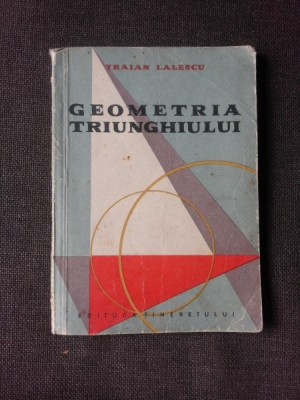 TRAIAN LALESCU
GEOMETRIA
TRIUNGHIULUI
EDITURA TINERETULUI